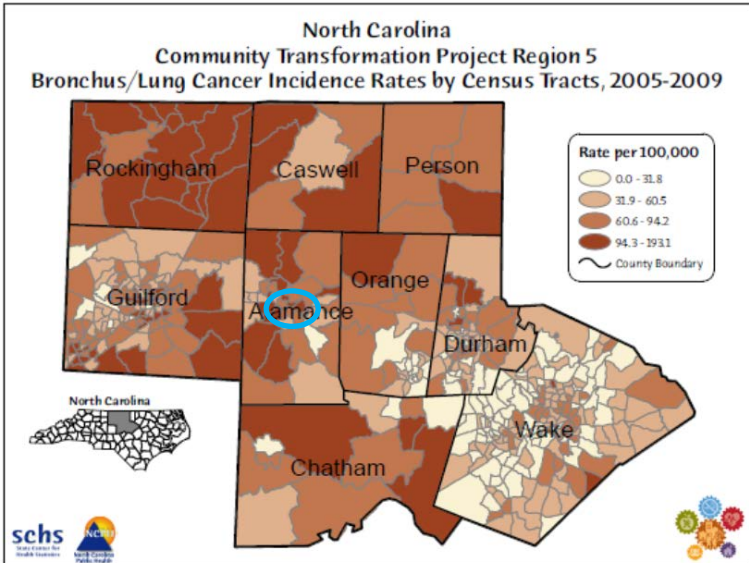 North Carolina
Community Transformation Project Region 5
Bronchus/Lung Cancer Incidence Rates by Census Tracts, 2005-2009
Rockingham
Caswell
Person
Rate per 100,000
0.0 - 31.8
31.9 - 60.5
60.6 - 94.2
94.3 - 193.1
County Boundary
Guilford
Alamance
Orange
Durham
North Carolina
Chatham
Wake
schs
State Center for
Health Statistics
North Carolina
Public Health